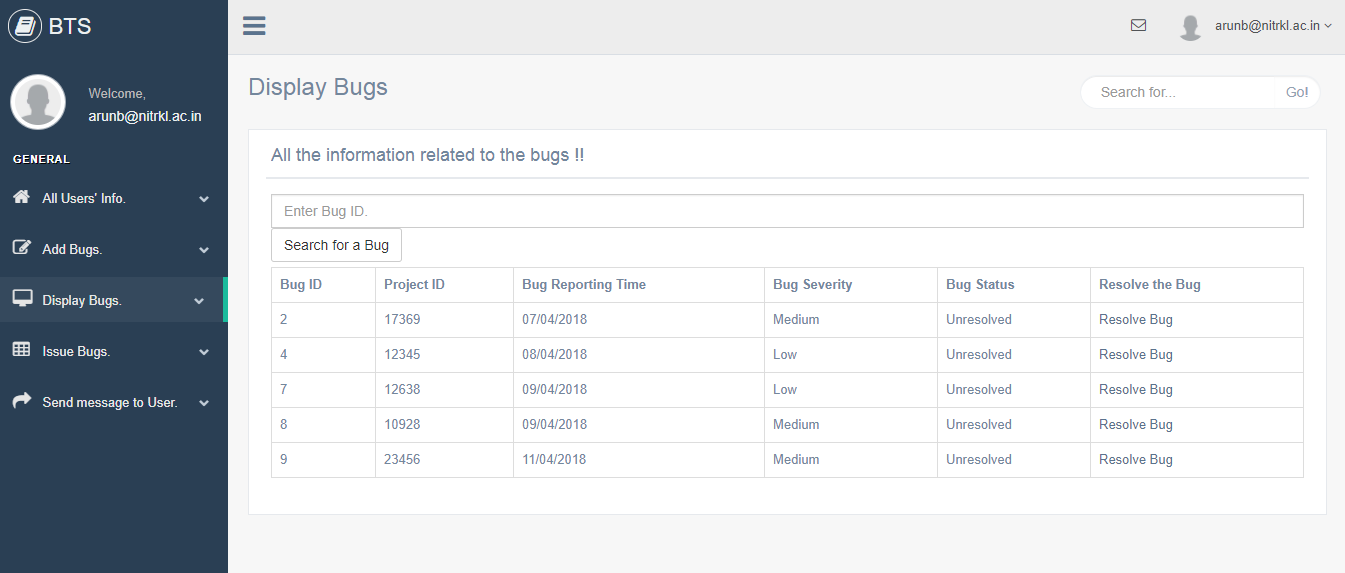 BTS
arunb@nitrkl.ac.in
Welcome,
arunb@nitrkl.ac.in
GENERAL
All Users' Info.
Add Bugs.
Display Bugs.
Issue Bugs.
Send message to User.
Display Bugs
Search for... Go!
All the information related to the bugs !!
Enter Bug ID.
Search for a Bug
Bug ID Project ID Bug Reporting Time Bug Severity Bug Status Resolve the Bug
2 17369 07/04/2018 Medium Unresolved Resolve Bug
4 12345 08/04/2018 Low Unresolved Resolve Bug
7 12638 09/04/2018 Low Unresolved Resolve Bug
8 10928 09/04/2018 Medium Unresolved Resolve Bug
9 23456 11/04/2018 Medium Unresolved Resolve Bug